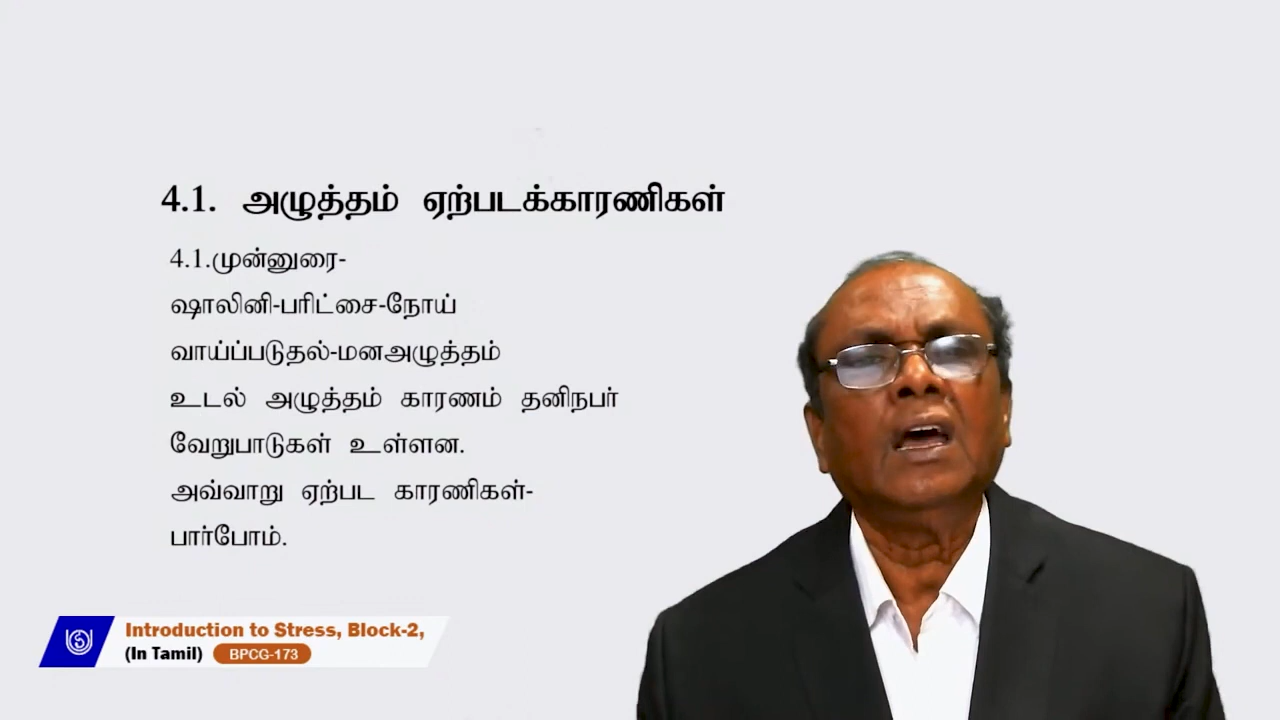 4.1. அழுத்தம் ஏற்படக்காரணிகள்
4.1.முன்னுரை-
ஷாலினி-பரிட்சை-நோய்
வாய்ப்படுதல்-மனஅழுத்தம்
உடல் அழுத்தம் காரணம் தனிநபர்
வேறுபாடுகள் உள்ளன.
அவ்வாறு ஏற்பட காரணிகள்-
பார்போம்.
Introduction to Stress, Block-2,
(In Tamil) BPCG-173